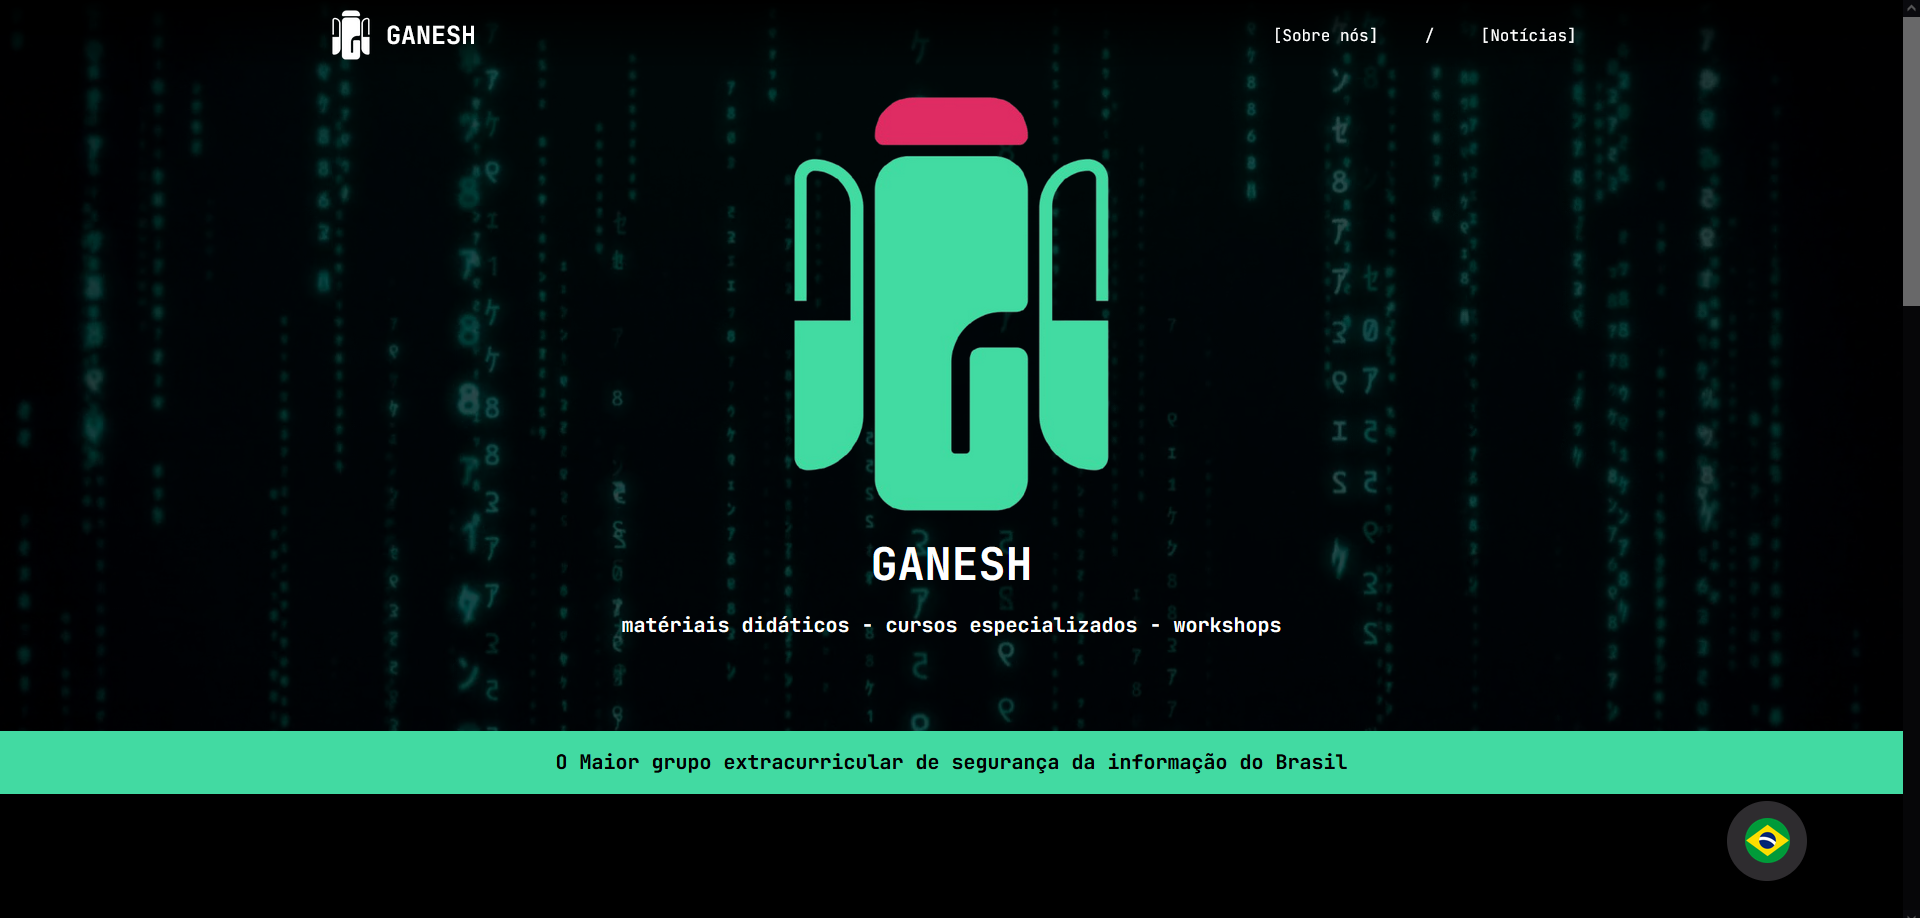 GANESH
[Sobre nós] / [Notícias]
GANESH
matériais didáticos - cursos especializados - workshops
O Maior grupo extracurricular de segurança da informação do Brasil